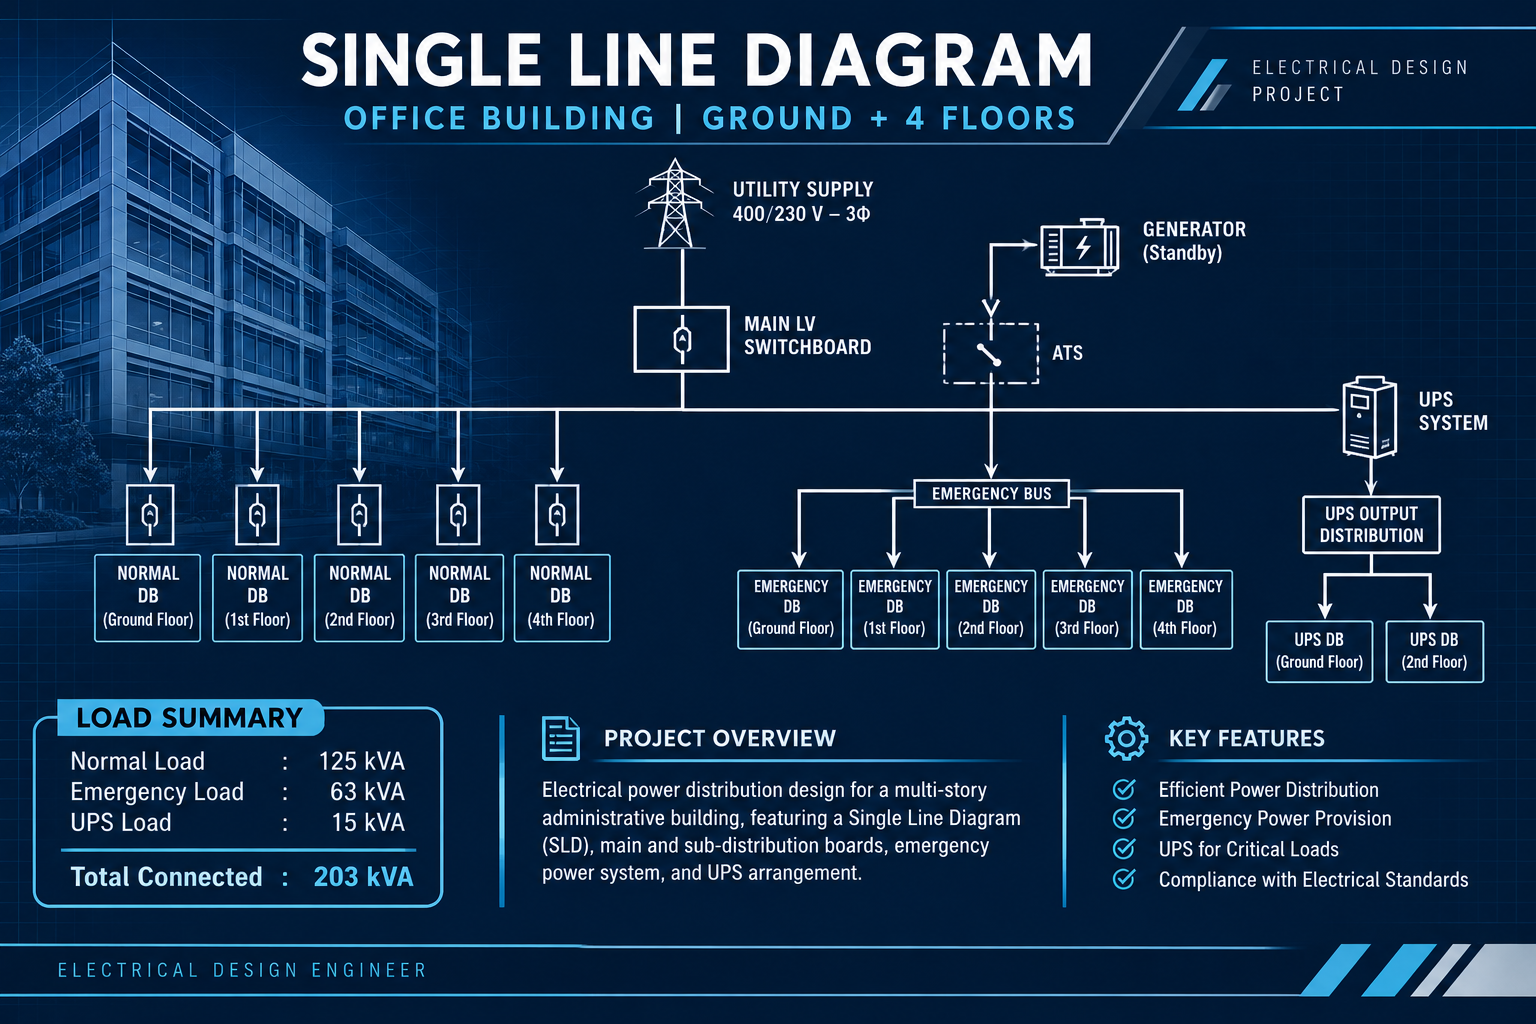 SINGLE LINE DIAGRAM
OFFICE BUILDING | GROUND + 4 FLOORS
ELECTRICAL DESIGN
PROJECT
UTILITY SUPPLY
400/230 V – 3Φ
GENERATOR
(Standby)
MAIN LV
SWITCHBOARD
ATS
UPS
SYSTEM
EMERGENCY BUS
UPS OUTPUT
DISTRIBUTION
NORMAL
DB
(Ground Floor)
NORMAL
DB
(1st Floor)
NORMAL
DB
(2nd Floor)
NORMAL
DB
(3rd Floor)
NORMAL
DB
(4th Floor)
EMERGENCY
DB
(Ground Floor)
EMERGENCY
DB
(1st Floor)
EMERGENCY
DB
(2nd Floor)
EMERGENCY
DB
(3rd Floor)
EMERGENCY
DB
(4th Floor)
UPS DB
(Ground Floor)
UPS DB
(2nd Floor)
LOAD SUMMARY
Normal Load : 125 kVA
Emergency Load : 63 kVA
UPS Load : 15 kVA
Total Connected : 203 kVA
PROJECT OVERVIEW
Electrical power distribution design for a multi-story
administrative building, featuring a Single Line Diagram
(SLD), main and sub-distribution boards, emergency
power system, and UPS arrangement.
KEY FEATURES
Efficient Power Distribution
Emergency Power Provision
UPS for Critical Loads
Compliance with Electrical Standards
ELECTRICAL DESIGN ENGINEER